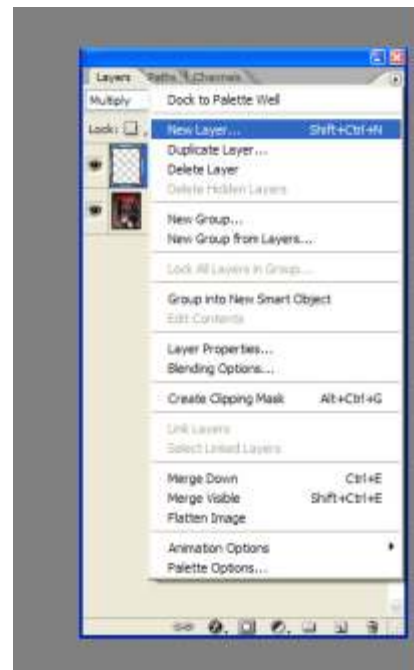 Layers Paths Channels
Multiply
Lock:
Dock to Palette Well
New Layer... Shift+Ctrl+N
Duplicate Layer...
Delete Layer
Delete Hidden Layers
New Group...
New Group from Layers...
Lock All Layers in Group...
Group into New Smart Object
Edit Contents
Layer Properties...
Blending Options...
Create Clipping Mask Alt+Ctrl+G
Link Layers
Select Linked Layers
Merge Down Ctrl+E
Merge Visible Shift+Ctrl+E
Flatten Image
Animation Options
Palette Options...